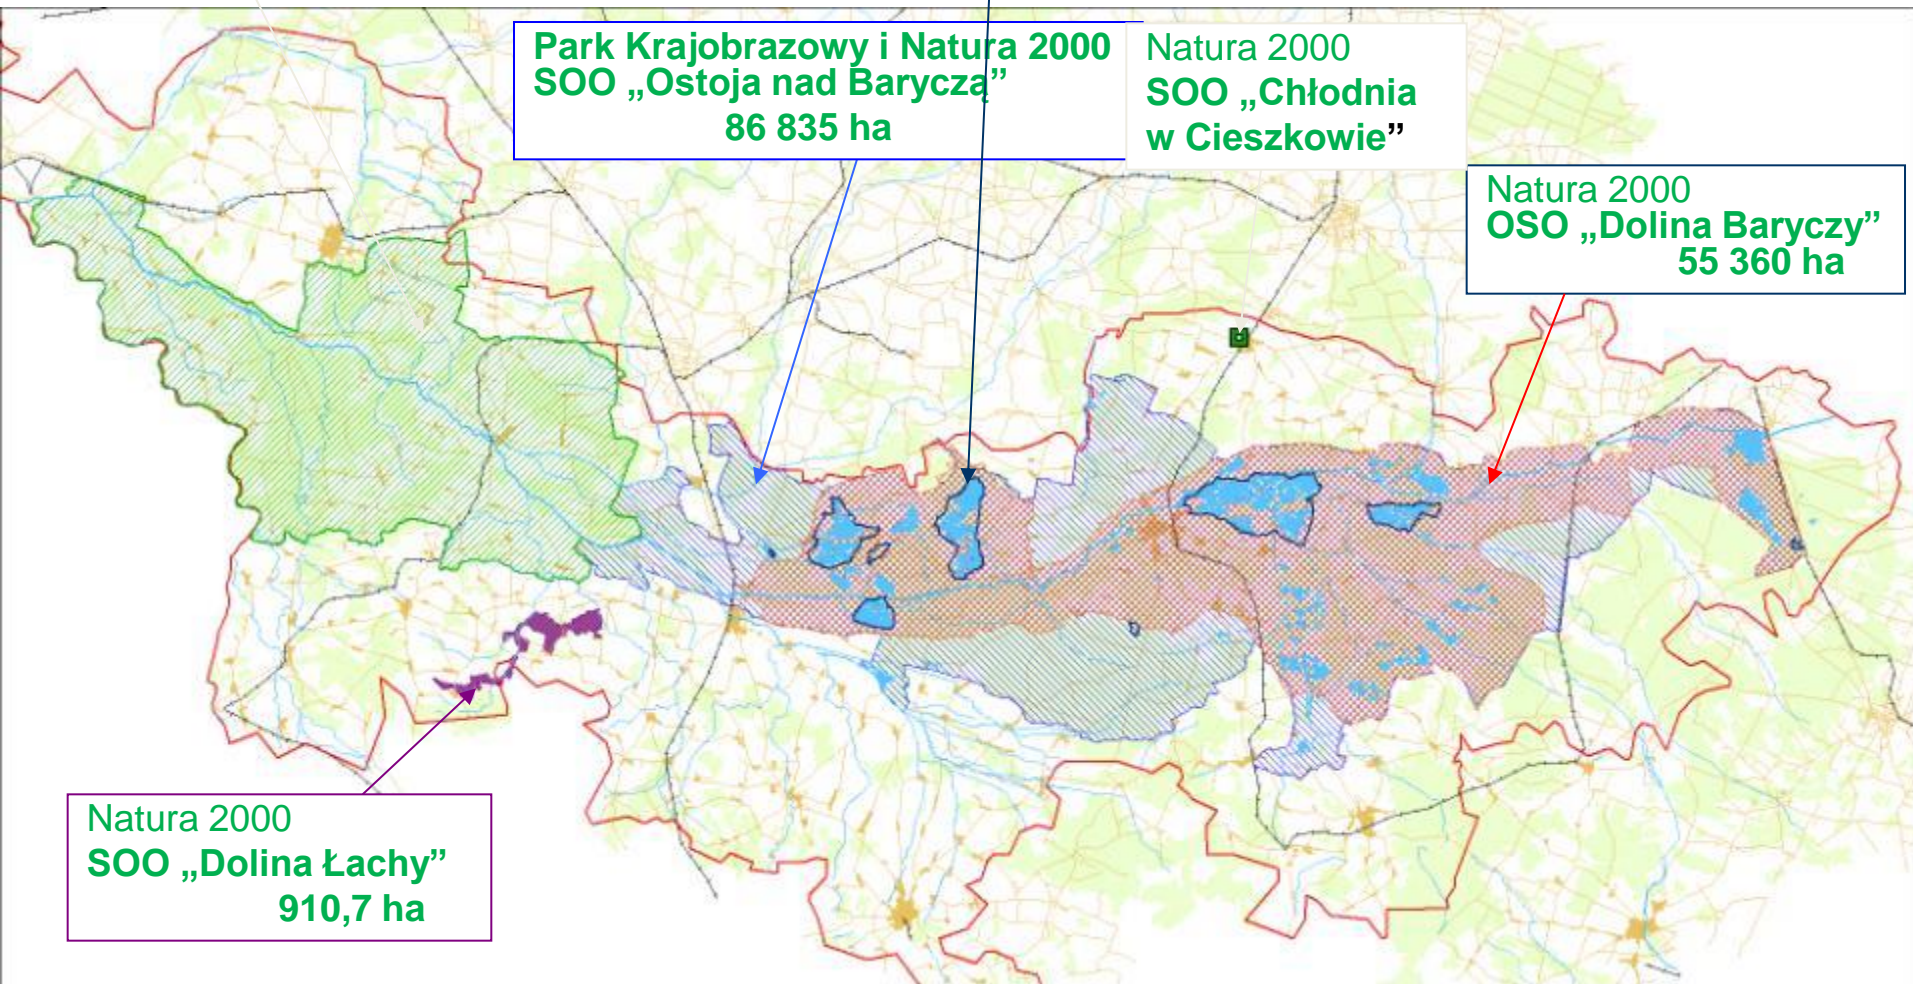 Park Krajobrazowy i Natura 2000
SOO „Ostoja nad Baryczą”
86 835 ha
Natura 2000
SOO „Chłodnia
w Cieszkowie”
Natura 2000
OSO „Dolina Baryczy”
55 360 ha
Natura 2000
SOO „Dolina Łachy”
910,7 ha